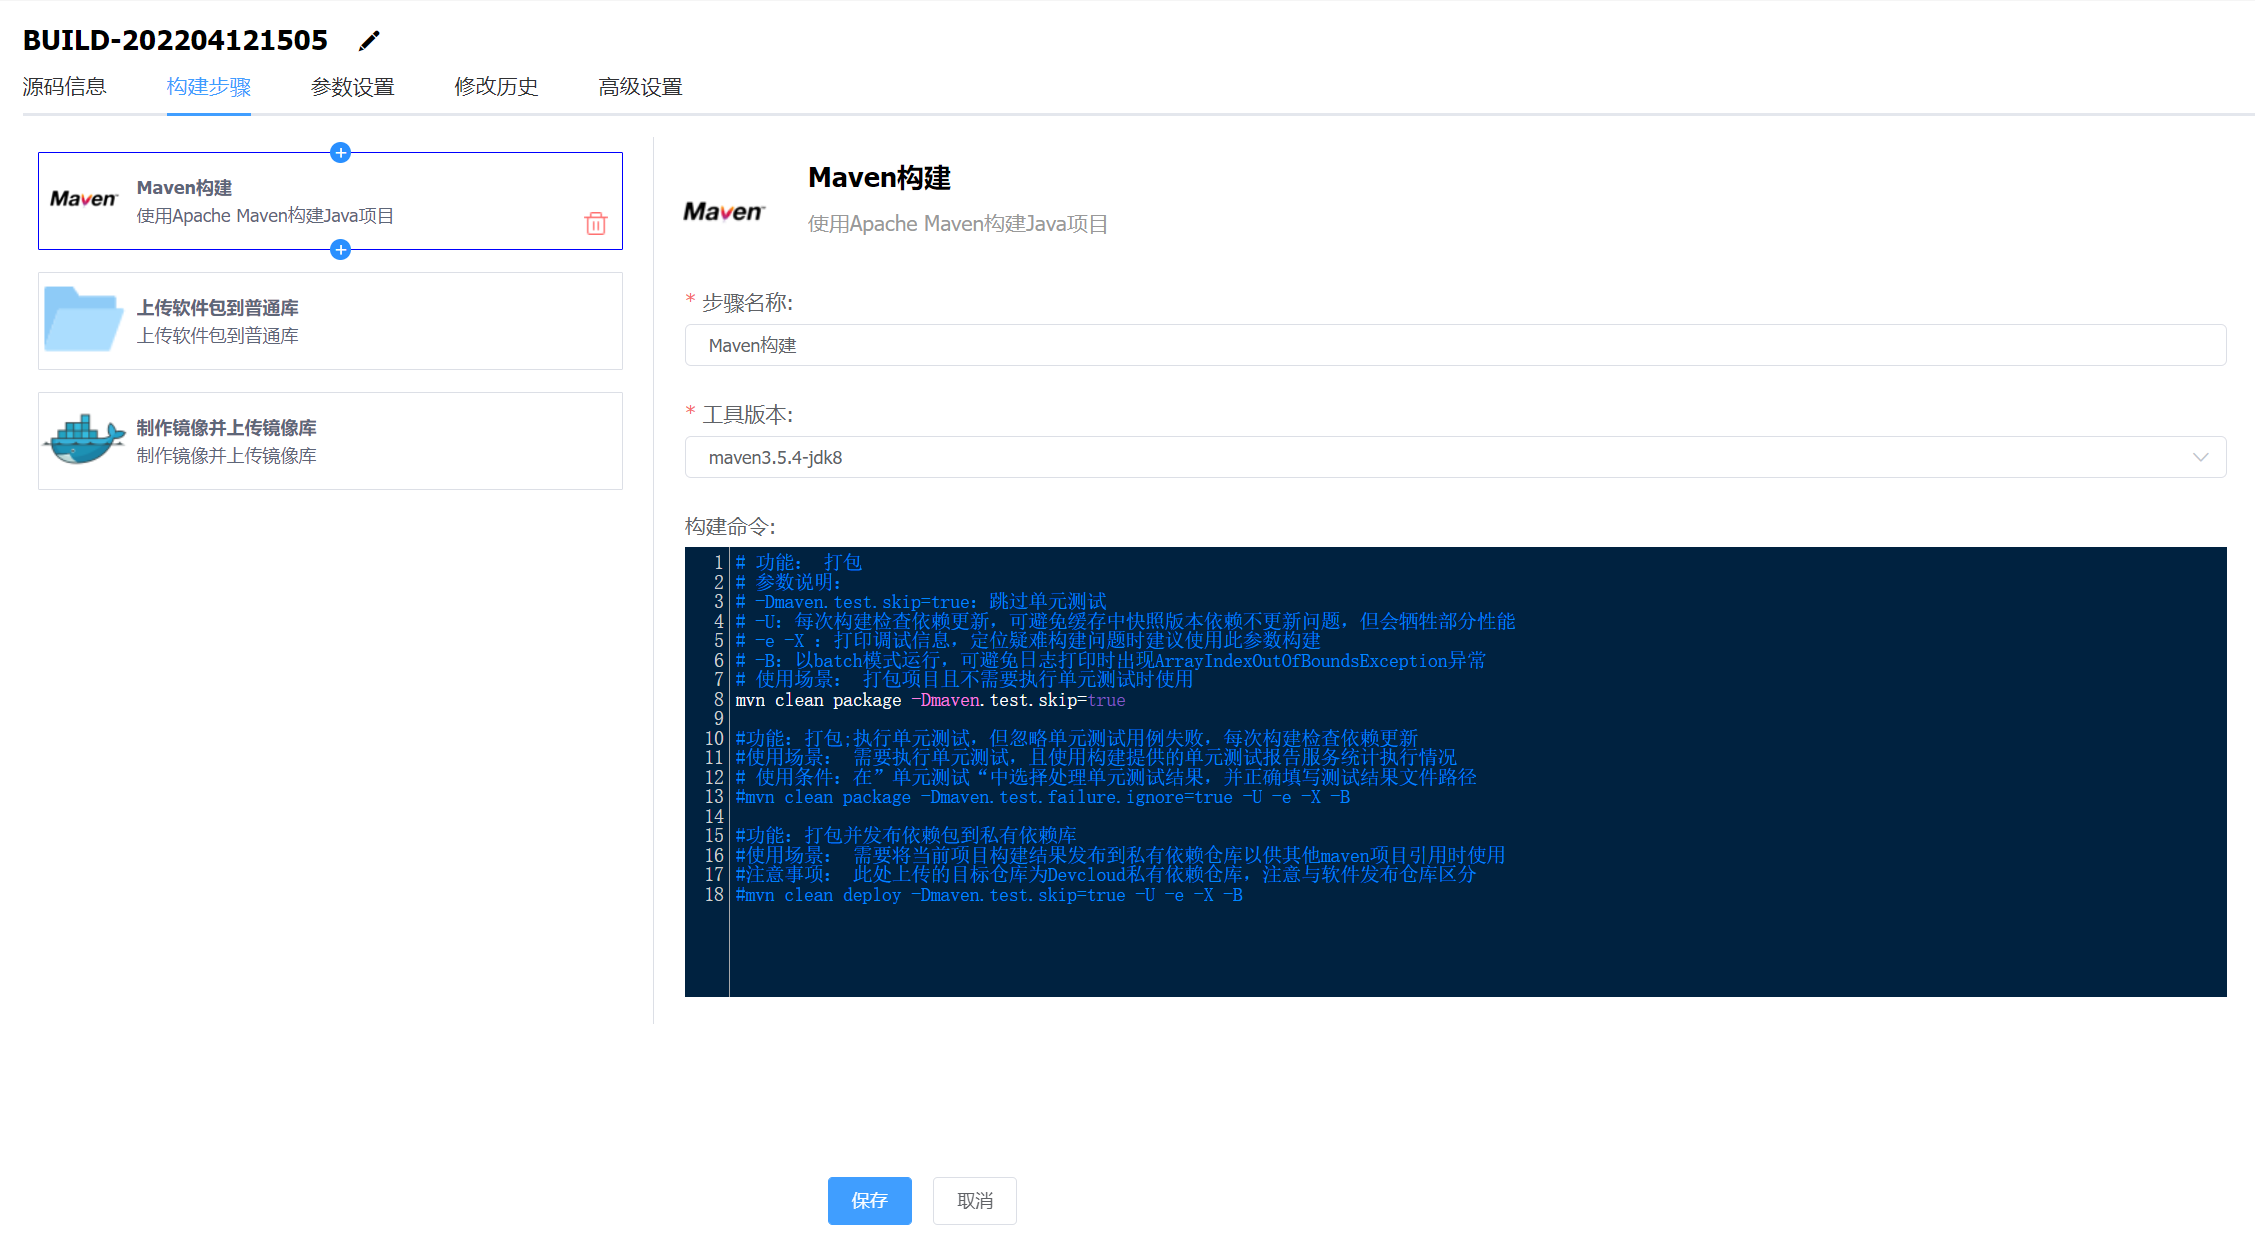 BUILD-202204121505
源码信息 构建步骤 参数设置 修改历史 高级设置
Maven
Maven构建
使用Apache Maven构建Java项目
上传软件包到普通库
上传软件包到普通库
制作镜像并上传镜像库
制作镜像并上传镜像库
Maven™
Maven构建
使用Apache Maven构建Java项目
* 步骤名称:
Maven构建
* 工具版本:
maven3.5.4-jdk8
构建命令:
1 # 功能： 打包
2 # 参数说明：
3 # -Dmaven.test.skip=true：跳过单元测试
4 # -U：每次构建检查依赖更新，可避免缓存中快照版本依赖不更新问题，但会牺牲部分性能
5 # -e -X ：打印调试信息，定位疑难构建问题时建议使用此参数构建
6 # -B：以batch模式运行，可避免日志打印时出现ArrayIndexOutOfBoundsException异常
7 # 使用场景： 打包项目且不需要执行单元测试时使用
8 mvn clean package -Dmaven.test.skip=true
9
10 #功能：打包;执行单元测试，但忽略单元测试用例失败，每次构建检查依赖更新
11 #使用场景： 需要执行单元测试，且使用构建提供的单元测试报告服务统计执行情况
12 # 使用条件：在”单元测试“中选择处理单元测试结果，并正确填写测试结果文件路径
13 #mvn clean package -Dmaven.test.failure.ignore=true -U -e -X -B
14
15 #功能：打包并发布依赖包到私有依赖库
16 #使用场景： 需要将当前项目构建结果发布到私有依赖仓库以供其他maven项目引用时使用
17 #注意事项： 此处上传的目标仓库为Devcloud私有依赖仓库，注意与软件发布仓库区分
18 #mvn clean deploy -Dmaven.test.skip=true -U -e -X -B
保存 取消